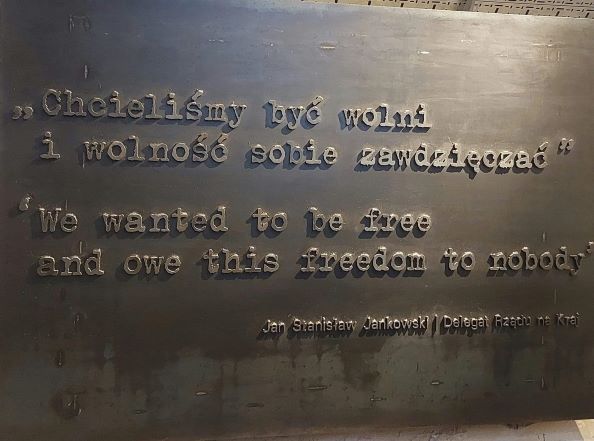 „Chcieliśmy być wolni
i wolność sobie zawdzięczać”
‘We wanted to be free
and owe this freedom to nobody’
Jan Stanisław Jankowski | Delegat Rządu na Kraj